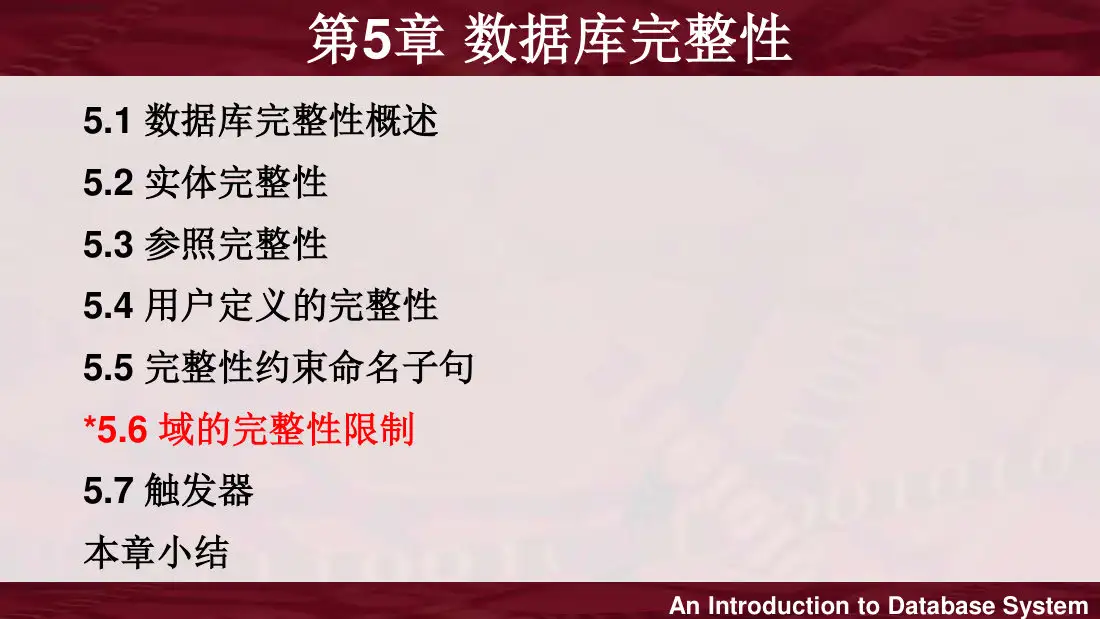 第5章 数据库完整性
5.1 数据库完整性概述
5.2 实体完整性
5.3 参照完整性
5.4 用户定义的完整性
5.5 完整性约束命名子句
*5.6 域的完整性限制
5.7 触发器
本章小结
An Introduction to Database System